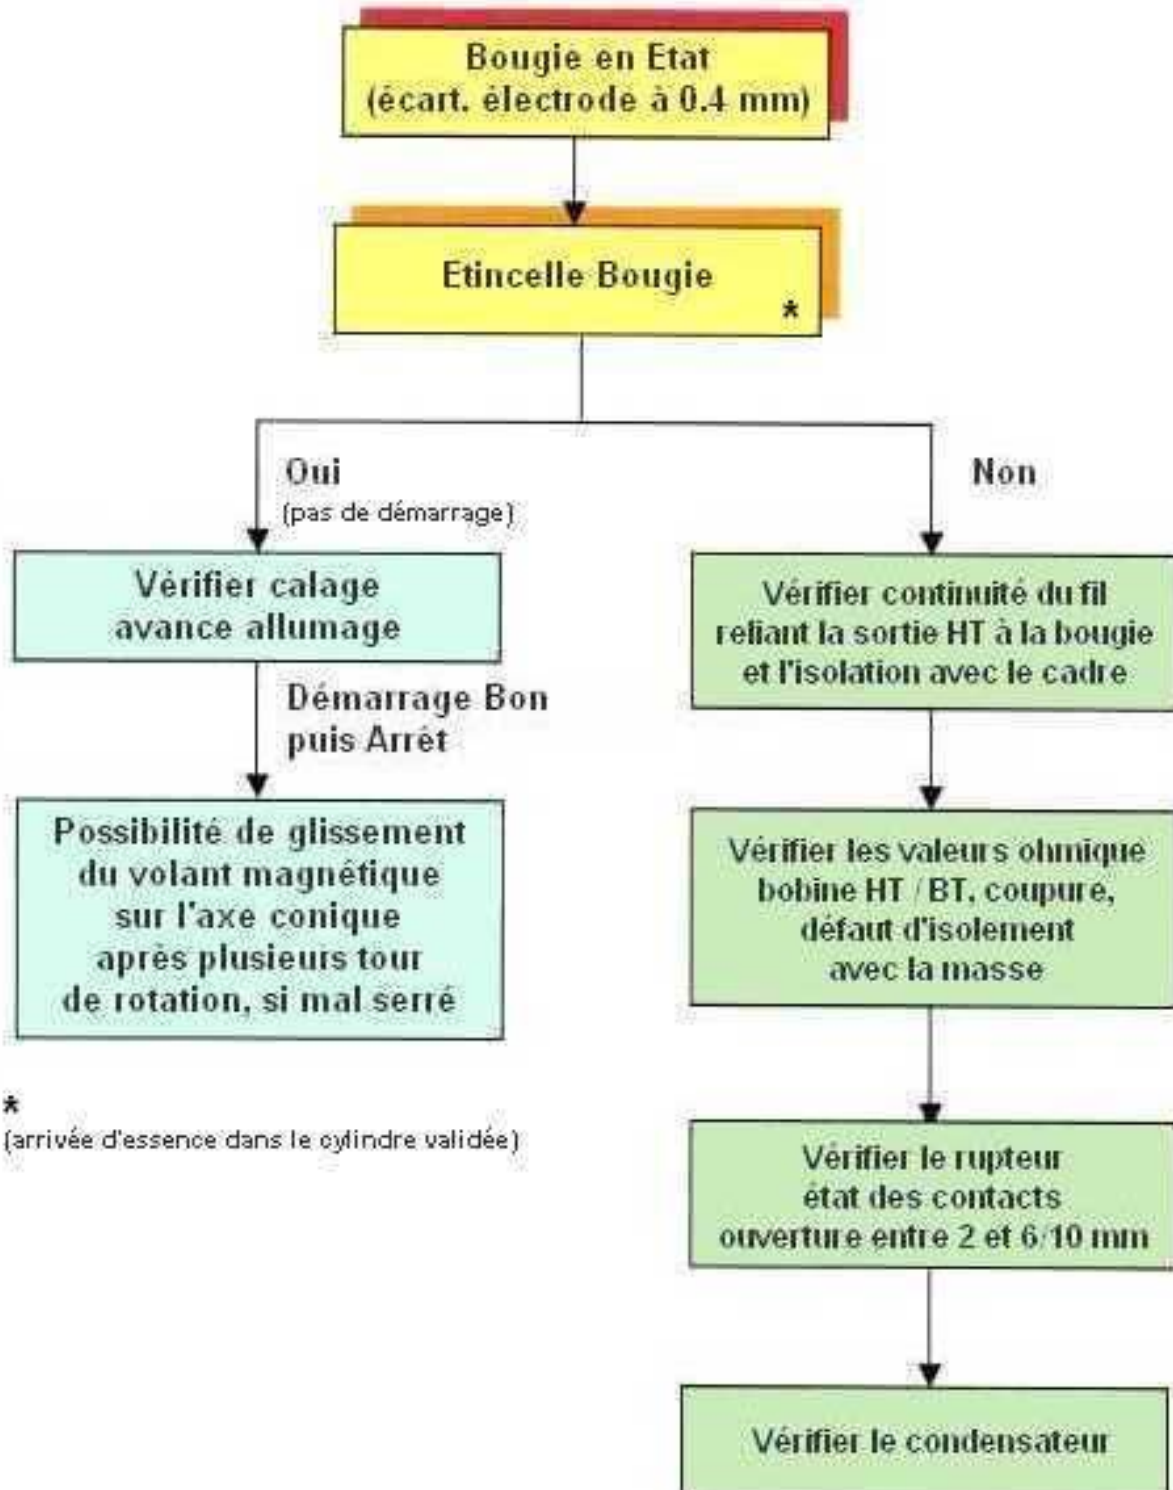 Bougie en Etat
(écart. électrode à 0.4 mm)
Etincelle Bougie
*
Oui
(pas de démarrage)
Non
Vérifier calage
avance allumage
Démarrage Bon
puis Arrêt
Possibilité de glissement
du volant magnétique
sur l'axe conique
après plusieurs tour
de rotation, si mal serré
*
(arrivée d'essence dans le cylindre validée)
Vérifier continuité du fil
reliant la sortie HT à la bougie
et l'isolation avec le cadre
Vérifier les valeurs ohmique
bobine HT / BT, coupure,
défaut d'isolement
avec la masse
Vérifier le rupteur
état des contacts
ouverture entre 2 et 6/10 mm
Vérifier le condensateur